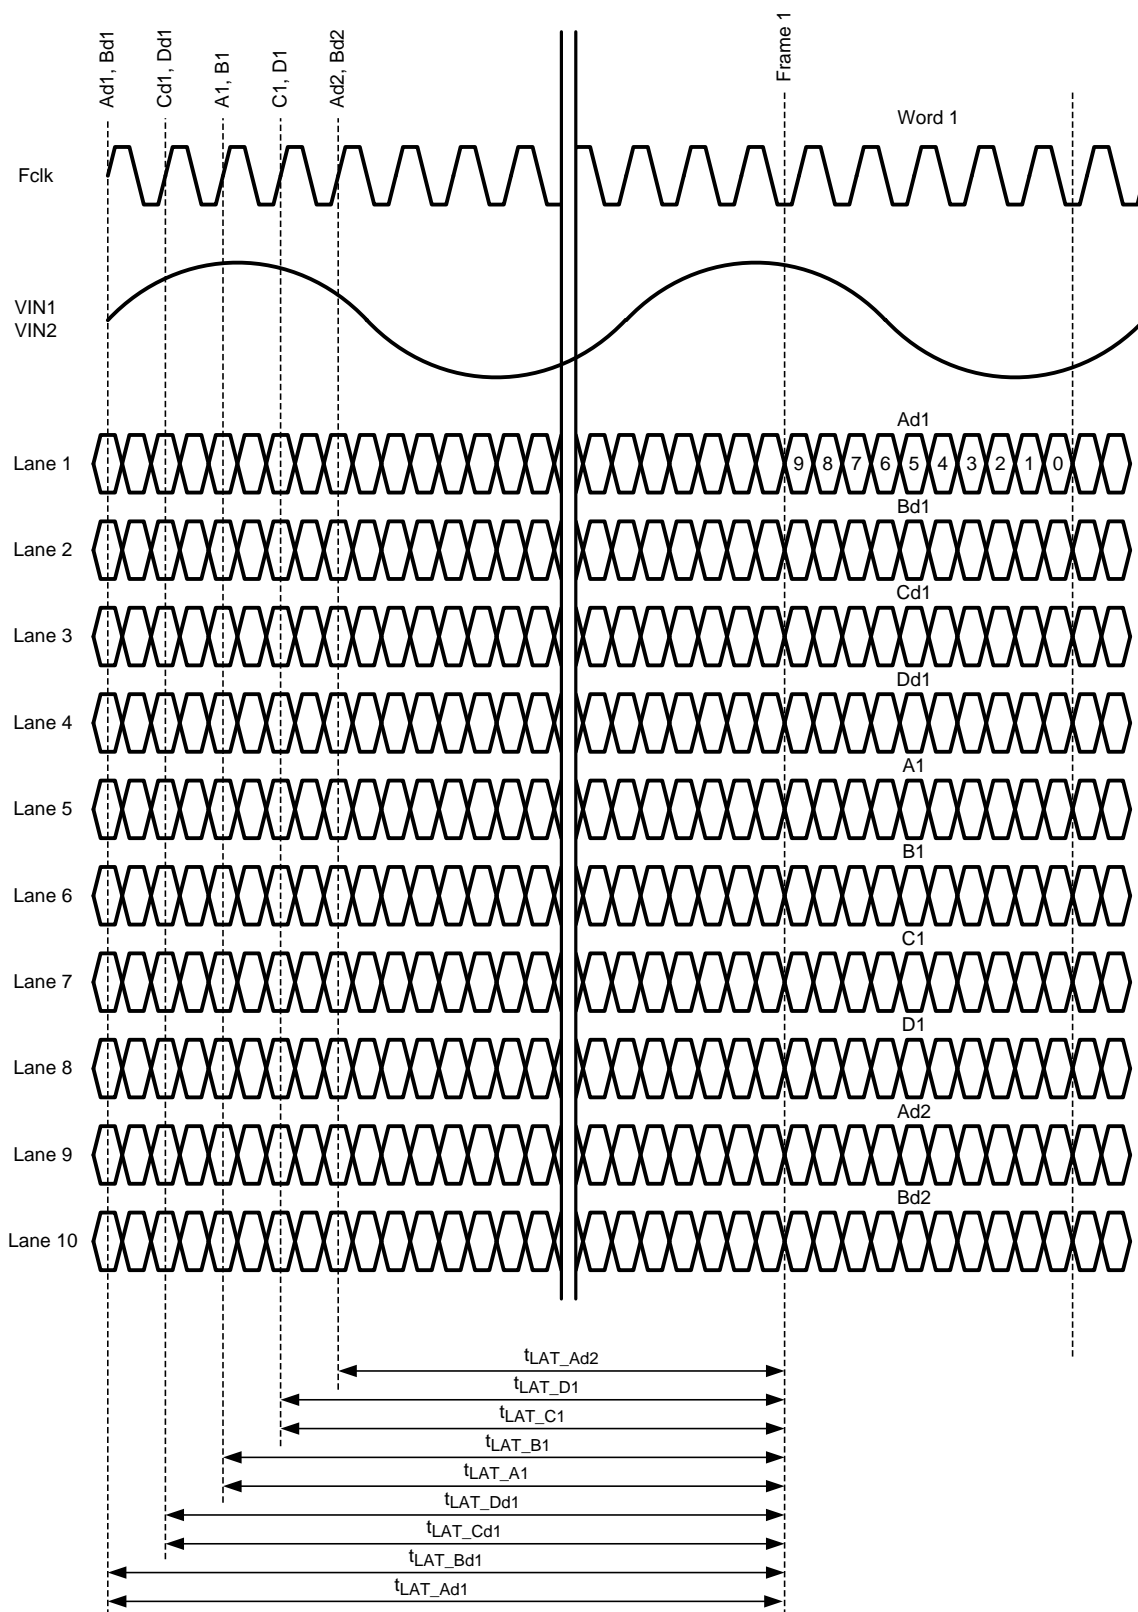 Ad1, Bd1
Cd1, Dd1
A1, B1
C1, D1
Ad2, Bd2
Frame 1
Word 1
Fclk
VIN1
VIN2
Ad1
Lane 1
9 8 7 6 5 4 3 2 1 0
Bd1
Lane 2
Cd1
Lane 3
Dd1
Lane 4
A1
Lane 5
B1
Lane 6
C1
Lane 7
D1
Lane 8
Ad2
Lane 9
Bd2
Lane 10
tLAT_Ad2
tLAT_D1
tLAT_C1
tLAT_B1
tLAT_A1
tLAT_Dd1
tLAT_Cd1
tLAT_Bd1
tLAT_Ad1